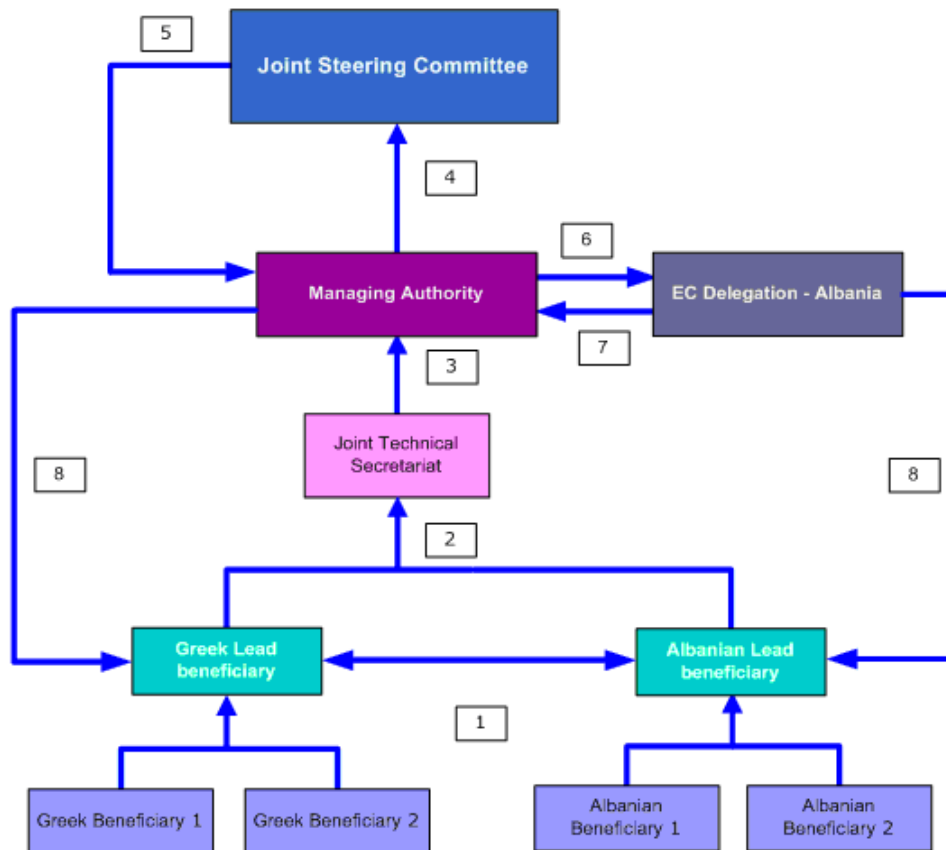 5
Joint Steering Committee
4
6
Managing Authority
EC Delegation - Albania
7
3
Joint Technical
Secretariat
8
8
2
Greek Lead
beneficiary
Albanian Lead
beneficiary
1
Greek Beneficiary 1
Greek Beneficiary 2
Albanian
Beneficiary 1
Albanian
Beneficiary 2